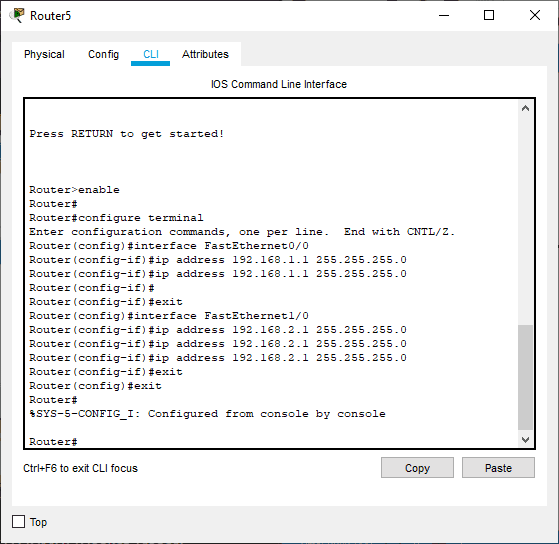 Router5
Physical Config CLI Attributes
IOS Command Line Interface
Press RETURN to get started!
Router>enable
Router#
Router#configure terminal
Enter configuration commands, one per line.  End with CNTL/Z.
Router(config)#interface FastEthernet0/0
Router(config-if)#ip address 192.168.1.1 255.255.255.0
Router(config-if)#ip address 192.168.1.1 255.255.255.0
Router(config-if)#
Router(config-if)#exit
Router(config)#interface FastEthernet1/0
Router(config-if)#ip address 192.168.2.1 255.255.255.0
Router(config-if)#ip address 192.168.2.1 255.255.255.0
Router(config-if)#ip address 192.168.2.1 255.255.255.0
Router(config-if)#exit
Router(config)#exit
Router#
%SYS-5-CONFIG_I: Configured from console by console
Router#
Ctrl+F6 to exit CLI focus
Copy Paste
Top